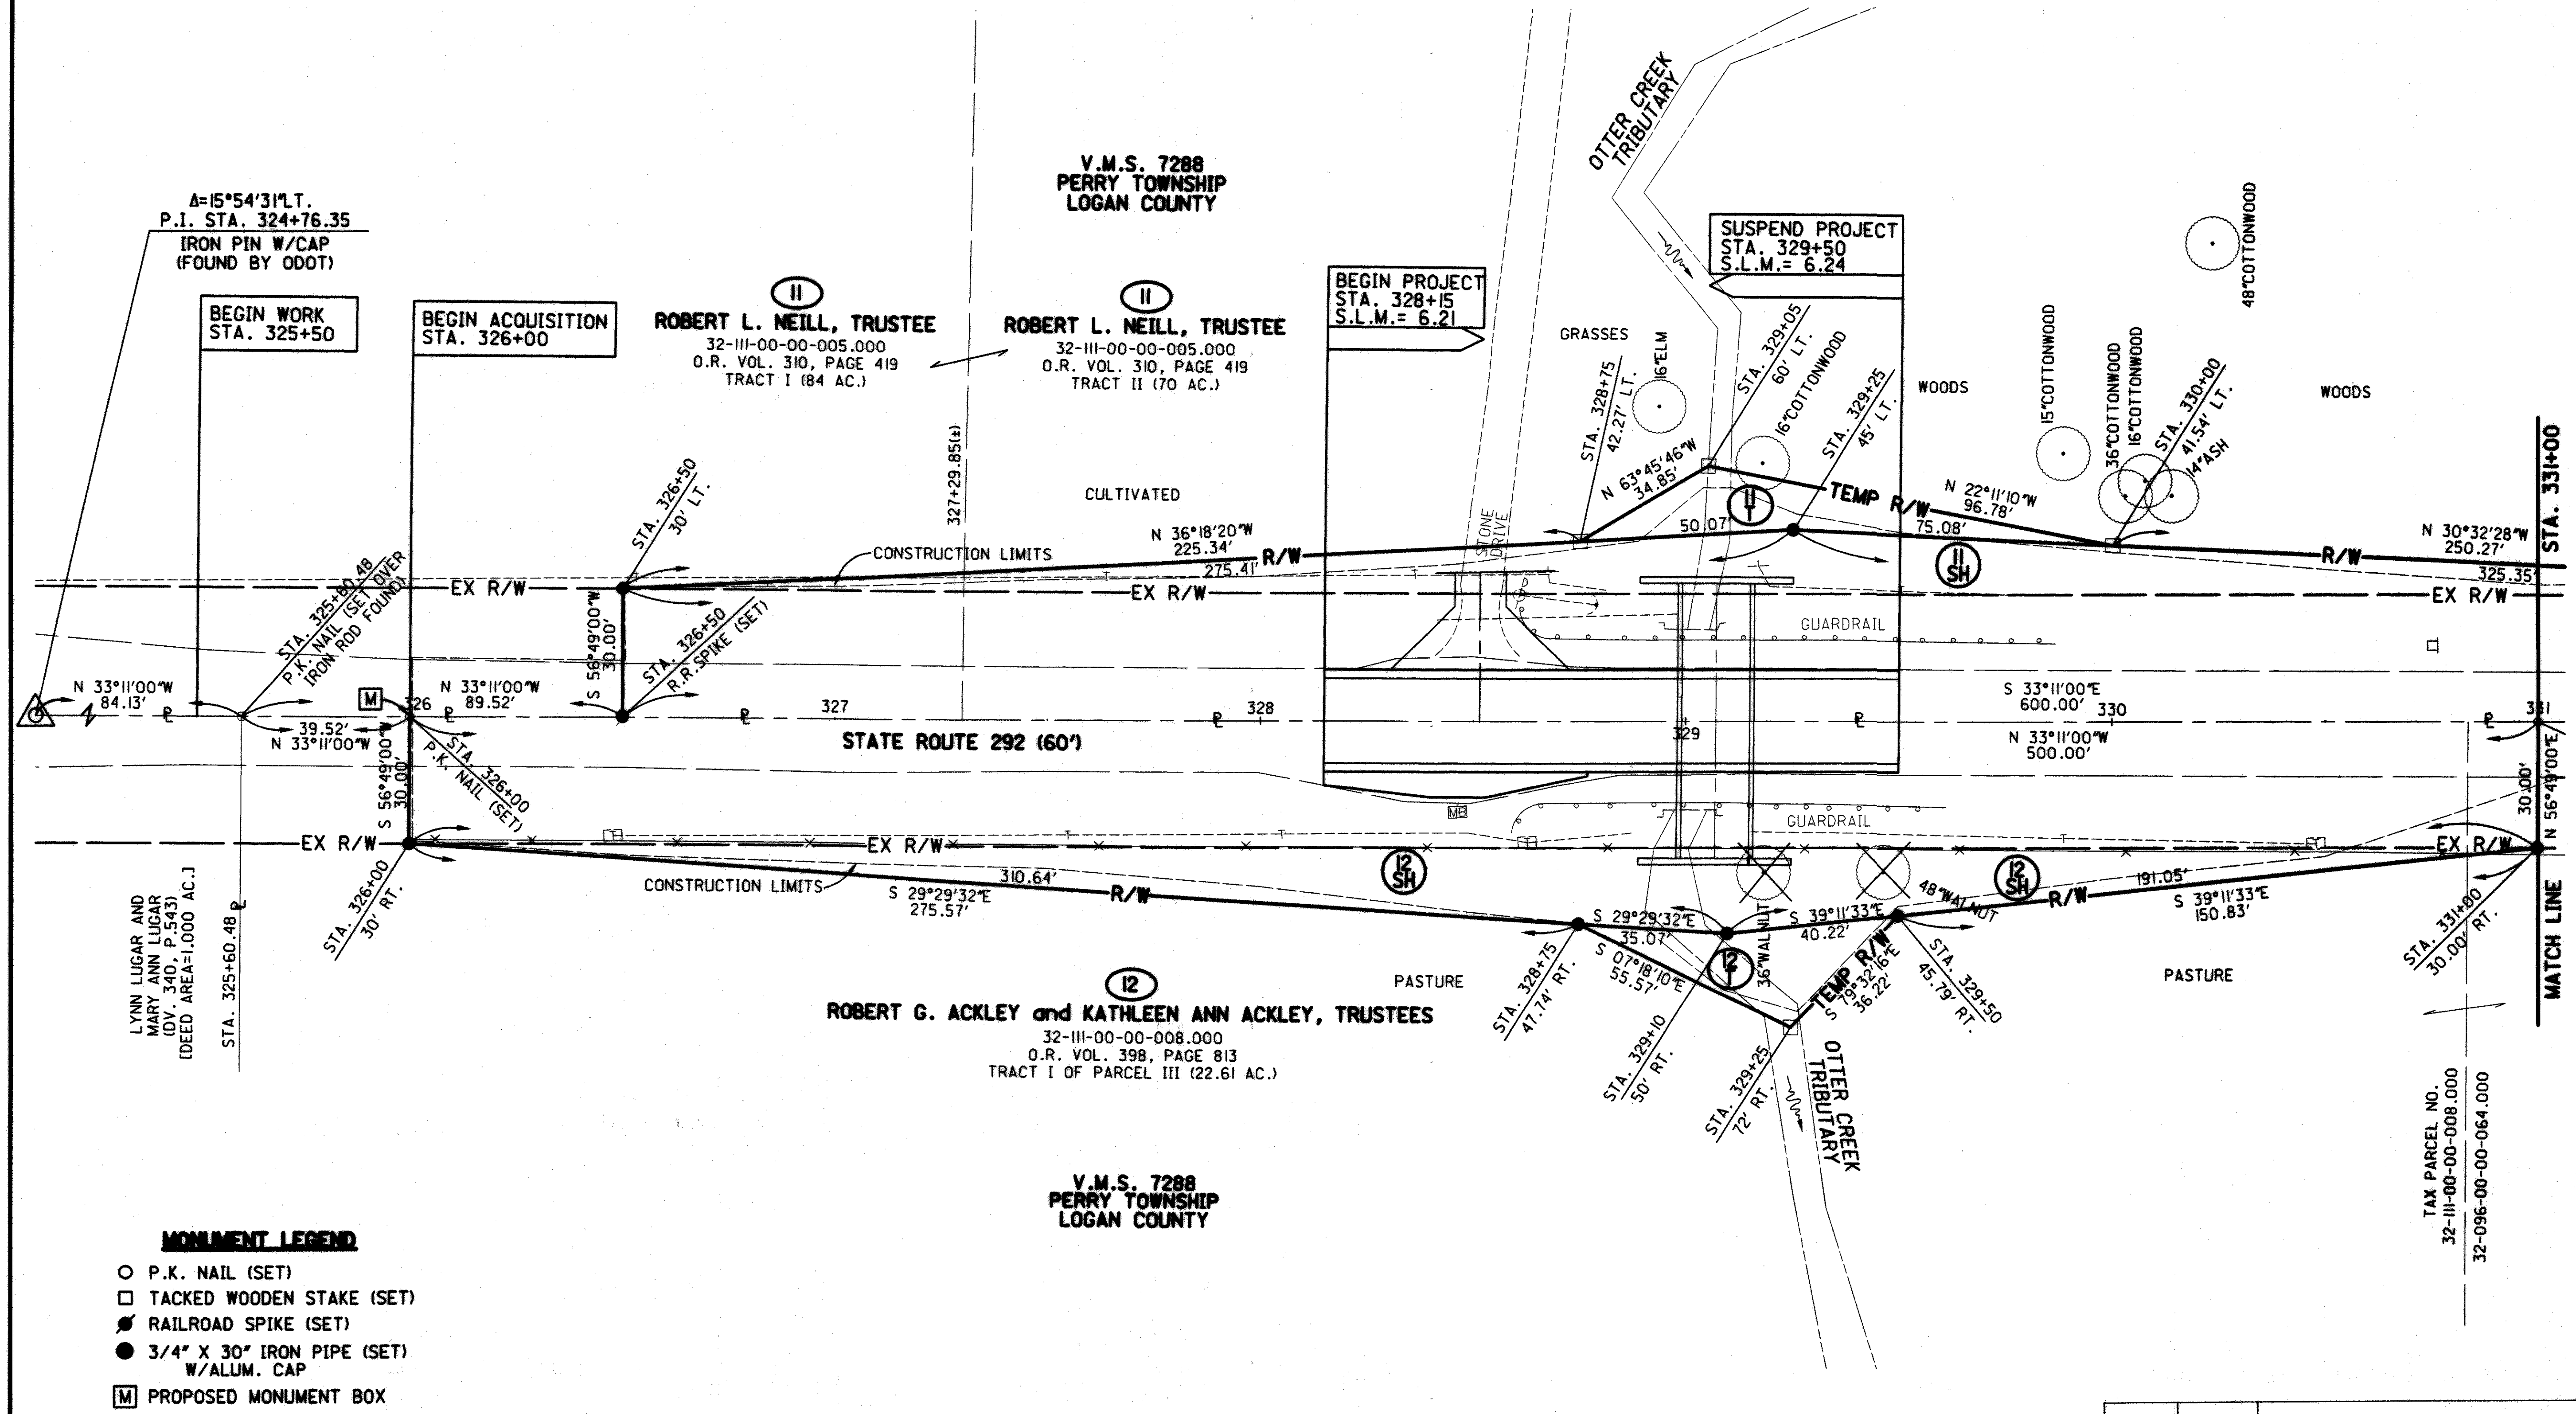 V.M.S. 7288
PERRY TOWNSHIP
LOGAN COUNTY
Δ=15°54'31"LT.
P.I. STA. 324+76.35
IRON PIN W/CAP
(FOUND BY ODOT)
BEGIN WORK
STA. 325+50
BEGIN ACQUISITION
STA. 326+00
11
ROBERT L. NEILL, TRUSTEE
32-111-00-00-005.000
O.R. VOL. 310, PAGE 419
TRACT I (84 AC.)
11
ROBERT L. NEILL, TRUSTEE
32-111-00-00-005.000
O.R. VOL. 310, PAGE 419
TRACT II (70 AC.)
BEGIN PROJECT
STA. 328+15
S.L.M.= 6.21
SUSPEND PROJECT
STA. 329+50
S.L.M.= 6.24
OTTER CREEK
TRIBUTARY
GRASSES
16"ELM
STA. 328+75
42.27' LT.
STA. 329+05
60' LT.
16"COTTONWOOD
STA. 329+25
45' LT.
WOODS
15"COTTONWOOD
36"COTTONWOOD
16"COTTONWOOD
STA. 330+00
41.54' LT.
14"ASH
48"COTTONWOOD
WOODS
STA. 331+00
327+29.85(±)
CULTIVATED
STA. 326+50
30' LT.
N 63°45'46"W
34.85'
11
T
TEMP R/W
N 22°11'10"W
96.78'
50.07'
75.08'
N 36°18'20"W
225.34'
R/W
275.41'
STONE
DRIVE
CONSTRUCTION LIMITS
11
SH
R/W
N 30°32'28"W
250.27'
325.35'
EX R/W
EX R/W
EX R/W
STA. 325+60.48
P.K. NAIL (SET OVER
IRON ROD FOUND)
S 56°49'00"W
30.00'
STA. 326+50
R.R.SPIKE (SET)
GUARDRAIL
N 33°11'00"W
84.13'
M
326
N 33°11'00"W
89.52'
39.52'
N 33°11'00"W
327
328
329
330
331
S 33°11'00"E
600.00'
N 33°11'00"W
500.00'
STATE ROUTE 292 (60')
S 56°49'00"W
30.00'
STA. 326+00
P.K. NAIL (SET)
30.00'
N 56°49'00"E
MB
GUARDRAIL
EX R/W
EX R/W
EX R/W
STA. 326+00
30' RT.
CONSTRUCTION LIMITS
S 29°29'32"E
275.57'
310.64'
R/W
12
SH
12
SH
48"WALNUT
R/W
191.05'
S 39°11'33"E
150.83'
S 29°29'32"E
35.07'
S 39°11'33"E
40.22'
36"WALNUT
S 07°18'10"E
55.57'
12
T
TEMP R/W
S 79°32'16"E
36.22'
STA. 329+50
45.79' RT.
STA. 331+00
30.00' RT.
MATCH LINE
PASTURE
PASTURE
STA. 328+75
47.74' RT.
STA. 329+10
50' RT.
STA. 329+25
72' RT.
OTTER CREEK
TRIBUTARY
LYNN LUGAR AND
MARY ANN LUGAR
(DV. 340, P.543)
[DEED AREA=1.000 AC.]
STA. 325+60.48
12
ROBERT G. ACKLEY and KATHLEEN ANN ACKLEY, TRUSTEES
32-111-00-00-008.000
O.R. VOL. 398, PAGE 813
TRACT I OF PARCEL III (22.61 AC.)
TAX PARCEL NO.
32-111-00-00-008.000
32-096-00-00-064.000
V.M.S. 7288
PERRY TOWNSHIP
LOGAN COUNTY
MONUMENT LEGEND
P.K. NAIL (SET)
TACKED WOODEN STAKE (SET)
RAILROAD SPIKE (SET)
3/4" X 30" IRON PIPE (SET)
W/ALUM. CAP
M PROPOSED MONUMENT BOX